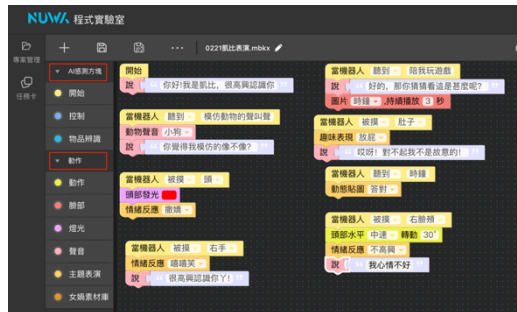 NUWA 程式實驗室
專案管理
任務卡
0221凱比表演.mbkx
AI感測方塊
開始
控制
物品辨識
動作
動作
臉部
燈光
聲音
主題表演
女媧素材庫
開始
說 “ 你好!我是凱比，很高興認識你 ”
當機器人 聽到 模仿動物的聲叫聲
動物聲音 小狗
說 “ 你覺得我模仿的像不像? ”
當機器人 被摸 頭
頭部發光
情緒反應 撒嬌
當機器人 被摸 右手
情緒反應 嘻嘻笑
說 “ 很高興認識你丫! ”
當機器人 聽到 陪我玩遊戲
說 “ 好的，那你猜猜看這是甚麼呢? ”
圖片 時鐘 ,持續播放 3 秒
當機器人 被摸 肚子
趣味表現 放屁
說 “ 哎呀! 對不起我不是故意的! ”
當機器人 聽到 時鐘
動態貼圖 答對
當機器人 被摸 右臉頰
頭部水平 中速 轉動 30°
情緒反應 不高興
說 “ 我心情不好 ”